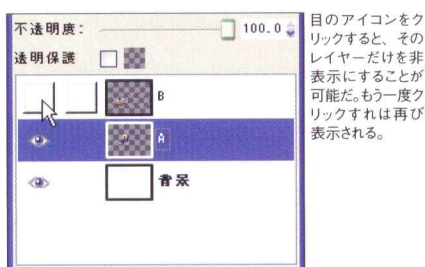 不透明度:
100.0
透明保護
B
A
背景
目のアイコンをク
リックすると、その
レイヤーだけを非
表示にすることが
可能だ。もう一度ク
リックすれは再び
表示される。